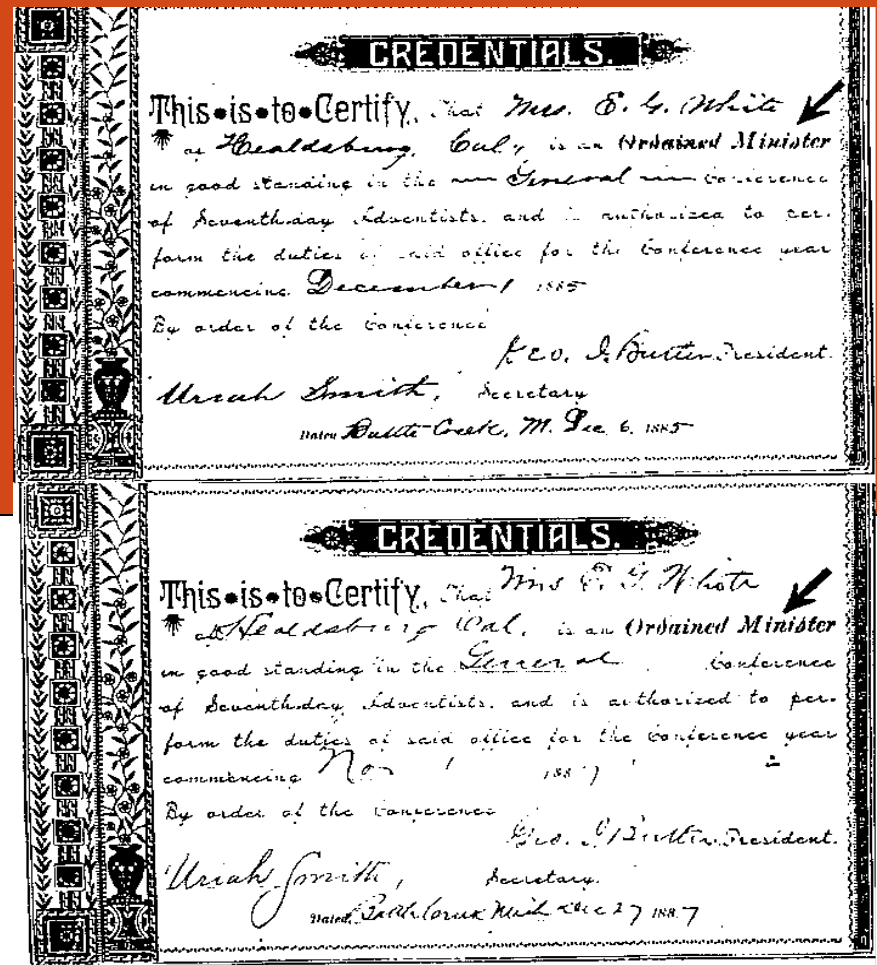 CREDENTIALS.
This•is•to•Certify, That Mrs. E. G. White
of Healdsburg, Cal, is an Ordained Minister
in good standing in the General Conference
of Seventh-day Adventists, and is authorized to per-
form the duties of said office for the Conference year
commencing December 1 1885
By order of the Conference
Geo. I. Butler President.
Uriah Smith, Secretary
Dated Battle Creek, M. Dec 6, 1885
CREDENTIALS.
This•is•to•Certify, That Mrs E. G. White
of Healdsburg Cal, is an Ordained Minister
in good standing in the General Conference
of Seventh-day Adventists, and is authorized to per-
form the duties of said office for the Conference year
commencing 1887
By order of the Conference
Geo. I Butler President.
Uriah Smith, Secretary.
Dated, Battle Creek Mich Dec 27 1887